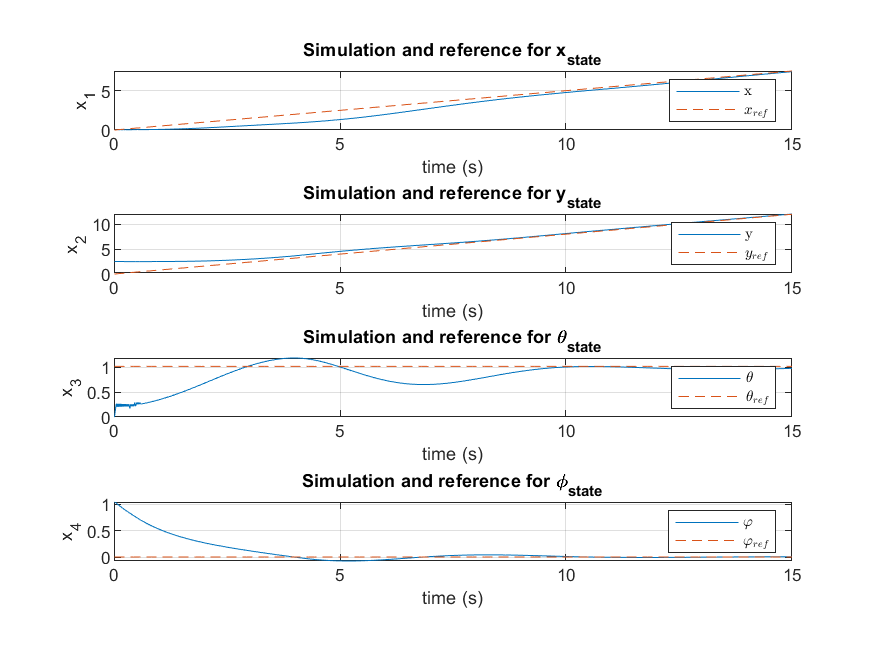 Simulation and reference for x_state
5
0
x_1
x
x_ref
0 5 10 15
time (s)
Simulation and reference for y_state
10
5
0
x_2
y
y_ref
0 5 10 15
time (s)
Simulation and reference for θ_state
1
0.5
0
x_3
θ
θ_ref
0 5 10 15
time (s)
Simulation and reference for ϕ_state
1
0.5
0
x_4
φ
φ_ref
0 5 10 15
time (s)